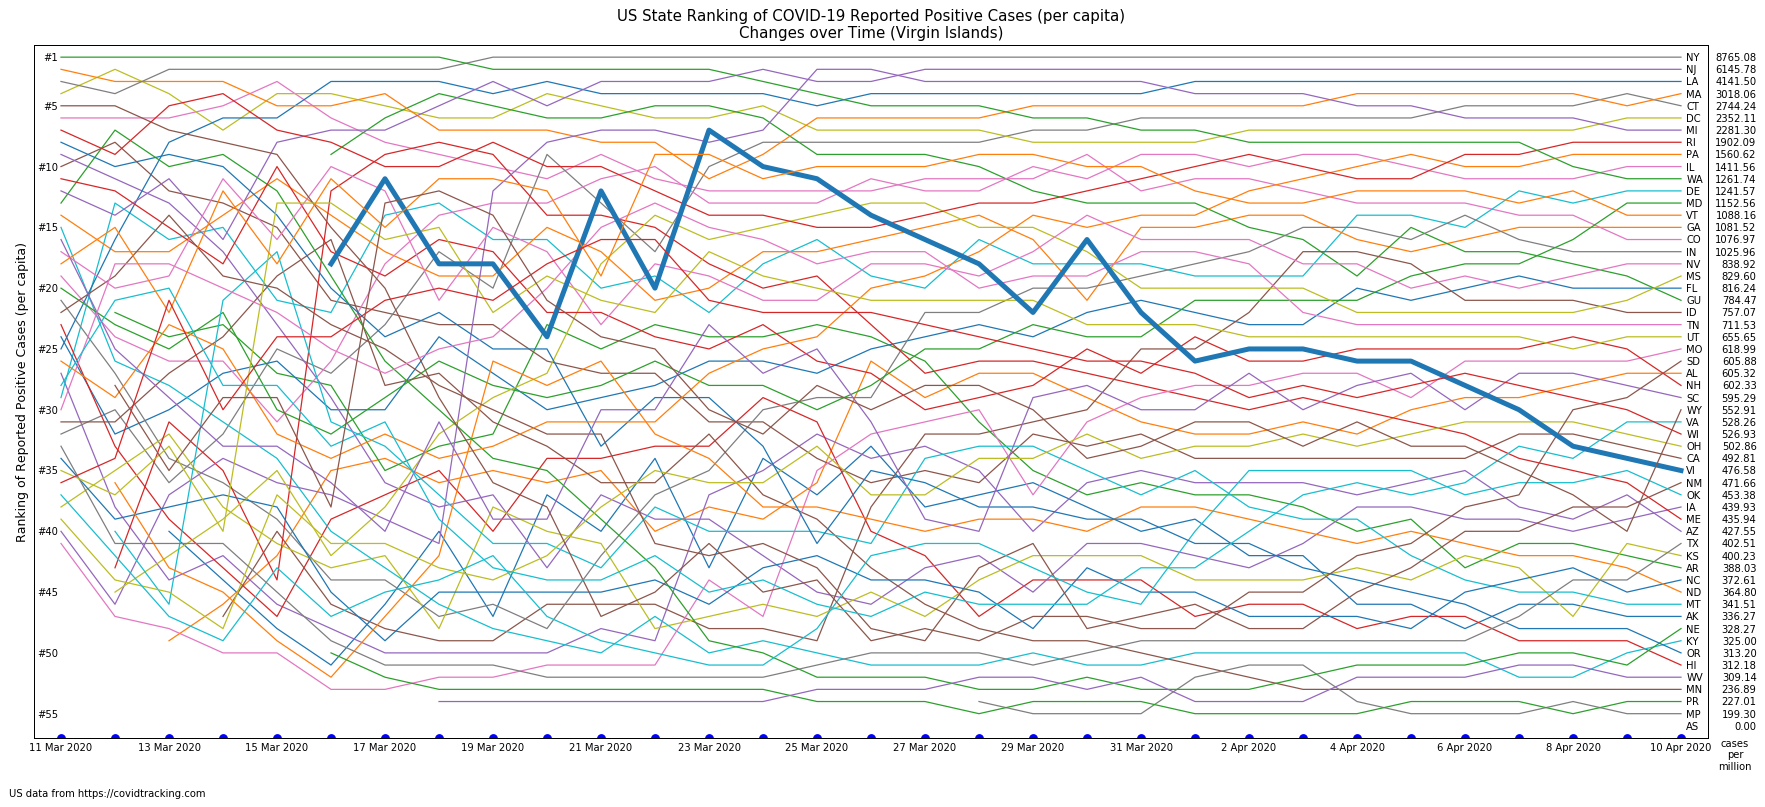 US State Ranking of COVID-19 Reported Positive Cases (per capita)
Changes over Time (Virgin Islands)
Ranking of Reported Positive Cases (per capita)
#1
#5
#10
#15
#20
#25
#30
#35
#40
#45
#50
#55
NY 8765.08
NJ 6145.78
LA 4141.50
MA 3018.06
CT 2744.24
DC 2352.11
MI 2281.30
RI 1902.09
PA 1560.62
IL 1411.56
WA 1261.74
DE 1241.57
MD 1152.56
VT 1088.16
GA 1081.52
CO 1076.97
IN 1025.96
NV 838.92
MS 829.60
FL 816.24
GU 784.47
ID 757.07
TN 711.53
UT 655.65
MO 618.99
SD 605.88
AL 605.32
NH 602.33
SC 595.29
WY 552.91
VA 528.26
WI 526.93
OH 502.86
CA 492.81
VI 476.58
NM 471.66
OK 453.38
IA 439.93
ME 435.94
AZ 427.55
TX 402.51
KS 400.23
AR 388.03
NC 372.61
ND 364.80
MT 341.51
AK 336.27
NE 328.27
KY 325.00
OR 313.20
HI 312.18
WV 309.14
MN 236.89
PR 227.01
MP 199.30
AS 0.00
11 Mar 2020 13 Mar 2020 15 Mar 2020 17 Mar 2020 19 Mar 2020 21 Mar 2020 23 Mar 2020 25 Mar 2020 27 Mar 2020 29 Mar 2020 31 Mar 2020 2 Apr 2020 4 Apr 2020 6 Apr 2020 8 Apr 2020 10 Apr 2020
cases
per
million
US data from https://covidtracking.com